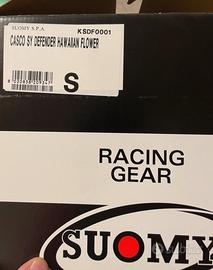 SUOMY S.P.A.
KSDF0001
CASCO SY DEFENDER HAWAIIAN FLOWER
S
RACING
GEAR
SUOMY